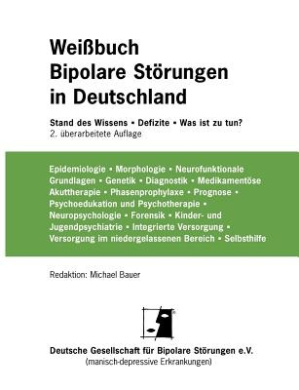 Weißbuch
Bipolare Störungen
in Deutschland
Stand des Wissens • Defizite • Was ist zu tun?
2. überarbeitete Auflage
Epidemiologie • Morphologie • Neurofunktionale
Grundlagen • Genetik • Diagnostik • Medikamentöse
Akuttherapie • Phasenprophylaxe • Prognose •
Psychoedukation und Psychotherapie •
Neuropsychologie • Forensik • Kinder- und
Jugendpsychiatrie • Integrierte Versorgung •
Versorgung im niedergelassenen Bereich • Selbsthilfe
Redaktion: Michael Bauer
Deutsche Gesellschaft für Bipolare Störungen e.V.
(manisch-depressive Erkrankungen)